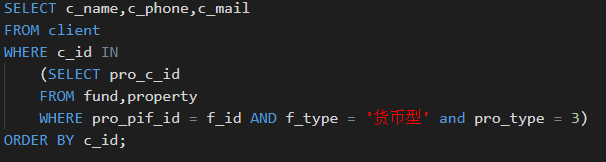 SELECT c_name,c_phone,c_mail
FROM client
WHERE c_id IN
(SELECT pro_c_id
FROM fund,property
WHERE pro_pif_id = f_id AND f_type = '货币型' and pro_type = 3)
ORDER BY c_id;